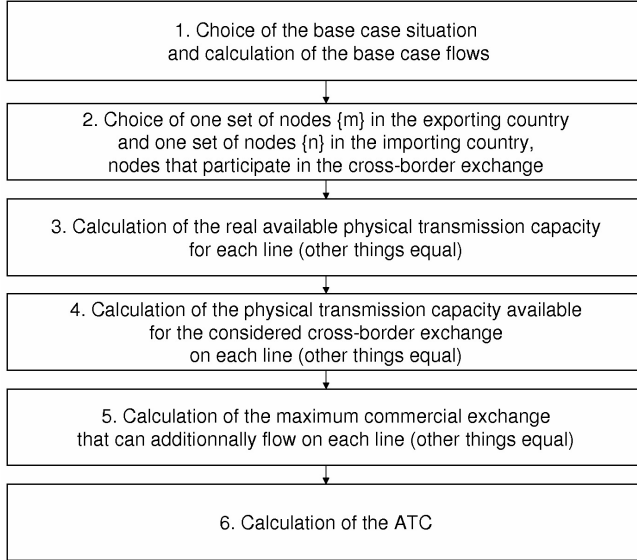 1. Choice of the base case situation
and calculation of the base case flows
2. Choice of one set of nodes {m} in the exporting country
and one set of nodes {n} in the importing country,
nodes that participate in the cross-border exchange
3. Calculation of the real available physical transmission capacity
for each line (other things equal)
4. Calculation of the physical transmission capacity available
for the considered cross-border exchange
on each line (other things equal)
5. Calculation of the maximum commercial exchange
that can additionnally flow on each line (other things equal)
6. Calculation of the ATC